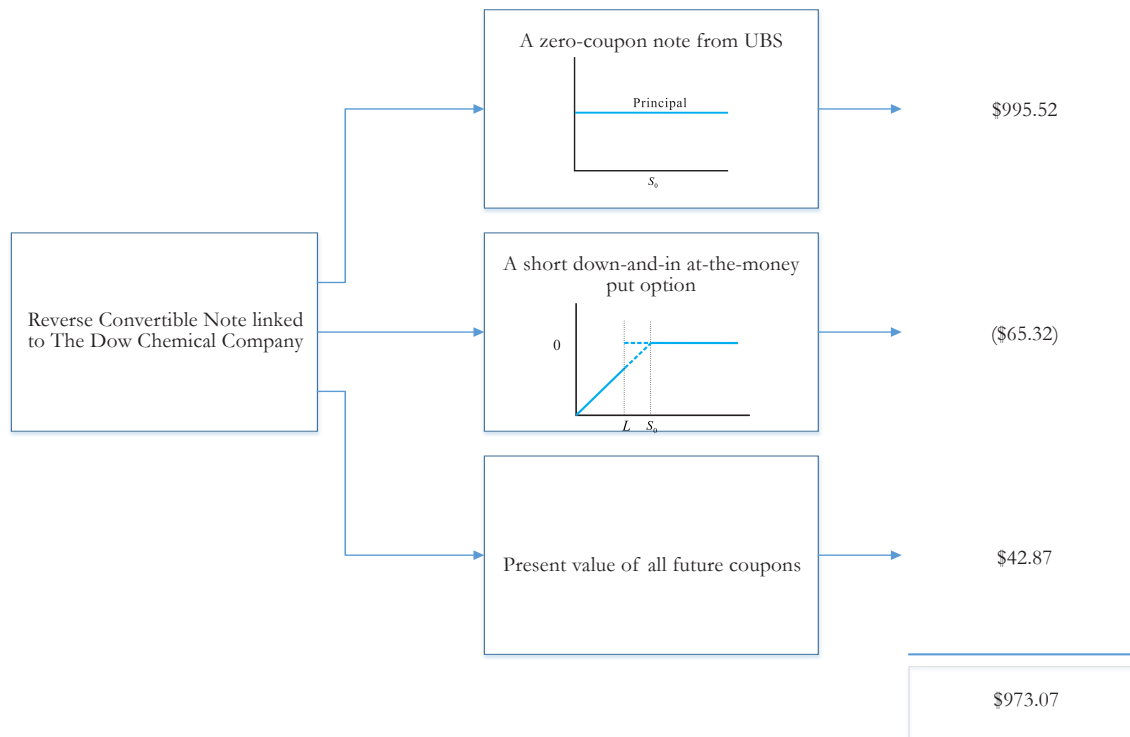 A zero-coupon note from UBS
Principal
S₀
$995.52
Reverse Convertible Note linked
to The Dow Chemical Company
A short down-and-in at-the-money
put option
0
L S₀
($65.32)
Present value of all future coupons
$42.87
$973.07